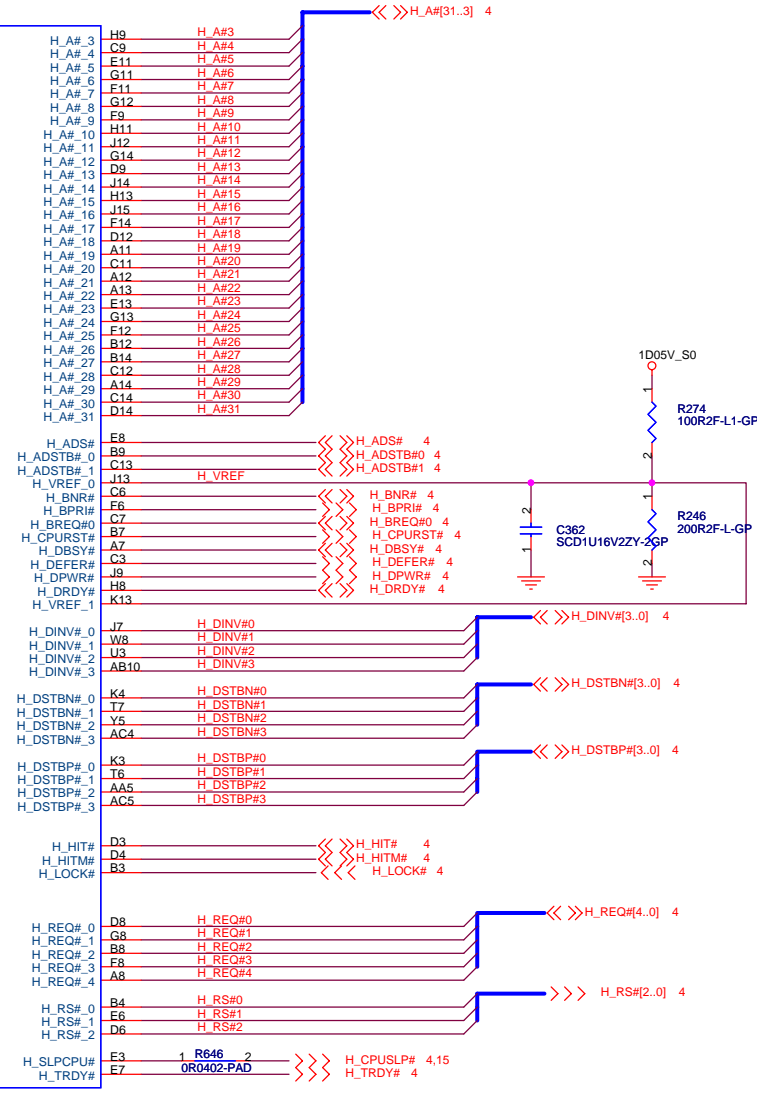 H_A#[31..3] 4
H_A#_3 H9 H_A#3
H_A#_4 C9 H_A#4
H_A#_5 E11 H_A#5
H_A#_6 G11 H_A#6
H_A#_7 F11 H_A#7
H_A#_8 G12 H_A#8
H_A#_9 F9 H_A#9
H_A#_10 H11 H_A#10
H_A#_11 J12 H_A#11
H_A#_12 G14 H_A#12
H_A#_13 D9 H_A#13
H_A#_14 J14 H_A#14
H_A#_15 H13 H_A#15
H_A#_16 J15 H_A#16
H_A#_17 F14 H_A#17
H_A#_18 D12 H_A#18
H_A#_19 A11 H_A#19
H_A#_20 C11 H_A#20
H_A#_21 A12 H_A#21
H_A#_22 A13 H_A#22
H_A#_23 E13 H_A#23
H_A#_24 G13 H_A#24
H_A#_25 F12 H_A#25
H_A#_26 B12 H_A#26
H_A#_27 B14 H_A#27
H_A#_28 C12 H_A#28
H_A#_29 A14 H_A#29
H_A#_30 C14 H_A#30
H_A#_31 D14 H_A#31
1D05V_S0
1
R274
100R2F-L1-GP
2
H_ADS# E8 H_ADS# 4
H_ADSTB#_0 B9 H_ADSTB#0 4
H_ADSTB#_1 C13 H_ADSTB#1 4
H_VREF_0 J13 H_VREF
H_BNR# C6 H_BNR# 4
H_BPRI# F6 H_BPRI# 4
H_BREQ#0 C7 H_BREQ#0 4
H_CPURST# B7 H_CPURST# 4
H_DBSY# A7 H_DBSY# 4
H_DEFER# C3 H_DEFER# 4
H_DPWR# J9 H_DPWR# 4
H_DRDY# H8 H_DRDY# 4
H_VREF_1 K13
2
C362
SCD1U16V2ZY-2GP
1
1
R246
200R2F-L-GP
2
H_DINV#[3..0] 4
H_DINV#_0 J7 H_DINV#0
H_DINV#_1 W8 H_DINV#1
H_DINV#_2 U3 H_DINV#2
H_DINV#_3 AB10 H_DINV#3
H_DSTBN#[3..0] 4
H_DSTBN#_0 K4 H_DSTBN#0
H_DSTBN#_1 T7 H_DSTBN#1
H_DSTBN#_2 Y5 H_DSTBN#2
H_DSTBN#_3 AC4 H_DSTBN#3
H_DSTBP#[3..0] 4
H_DSTBP#_0 K3 H_DSTBP#0
H_DSTBP#_1 T6 H_DSTBP#1
H_DSTBP#_2 AA5 H_DSTBP#2
H_DSTBP#_3 AC5 H_DSTBP#3
H_HIT# D3 H_HIT# 4
H_HITM# D4 H_HITM# 4
H_LOCK# B3 H_LOCK# 4
H_REQ#[4..0] 4
H_REQ#_0 D8 H_REQ#0
H_REQ#_1 G8 H_REQ#1
H_REQ#_2 B8 H_REQ#2
H_REQ#_3 F8 H_REQ#3
H_REQ#_4 A8 H_REQ#4
H_RS#[2..0] 4
H_RS#_0 B4 H_RS#0
H_RS#_1 E6 H_RS#1
H_RS#_2 D6 H_RS#2
H_SLPCPU# E3 1 R646 2 H_CPUSLP# 4,15
0R0402-PAD
H_TRDY# E7 H_TRDY# 4